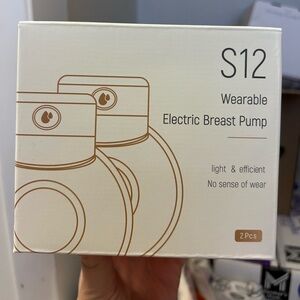 S12
Wearable
Electric Breast Pump
light & efficient
No sense of wear
2 Pcs